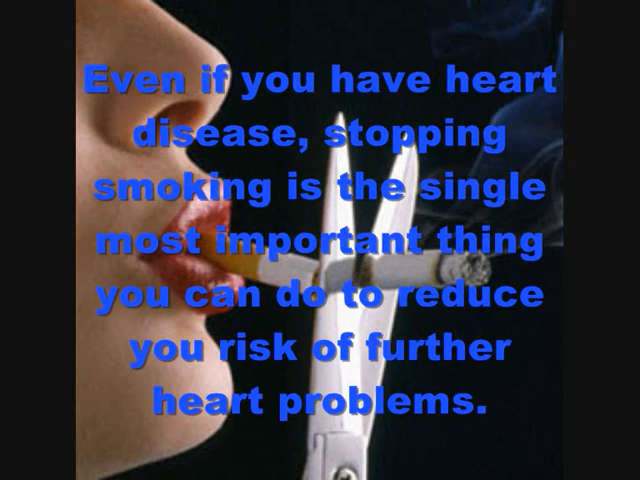 Even if you have heart
disease, stopping
smoking is the single
most important thing
you can do to reduce
you risk of further
heart problems.